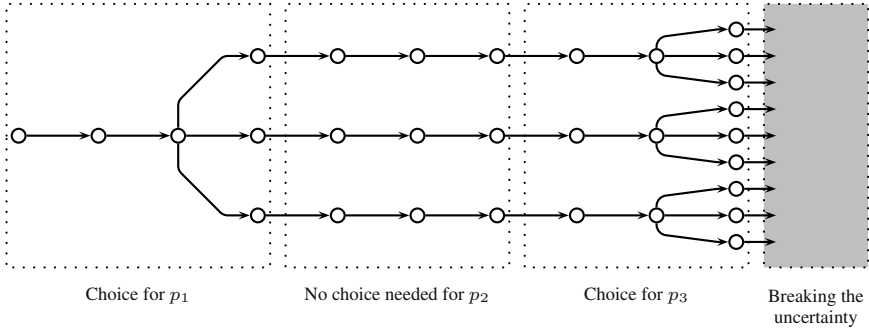 Choice for p₁
No choice needed for p₂
Choice for p₃
Breaking the
uncertainty